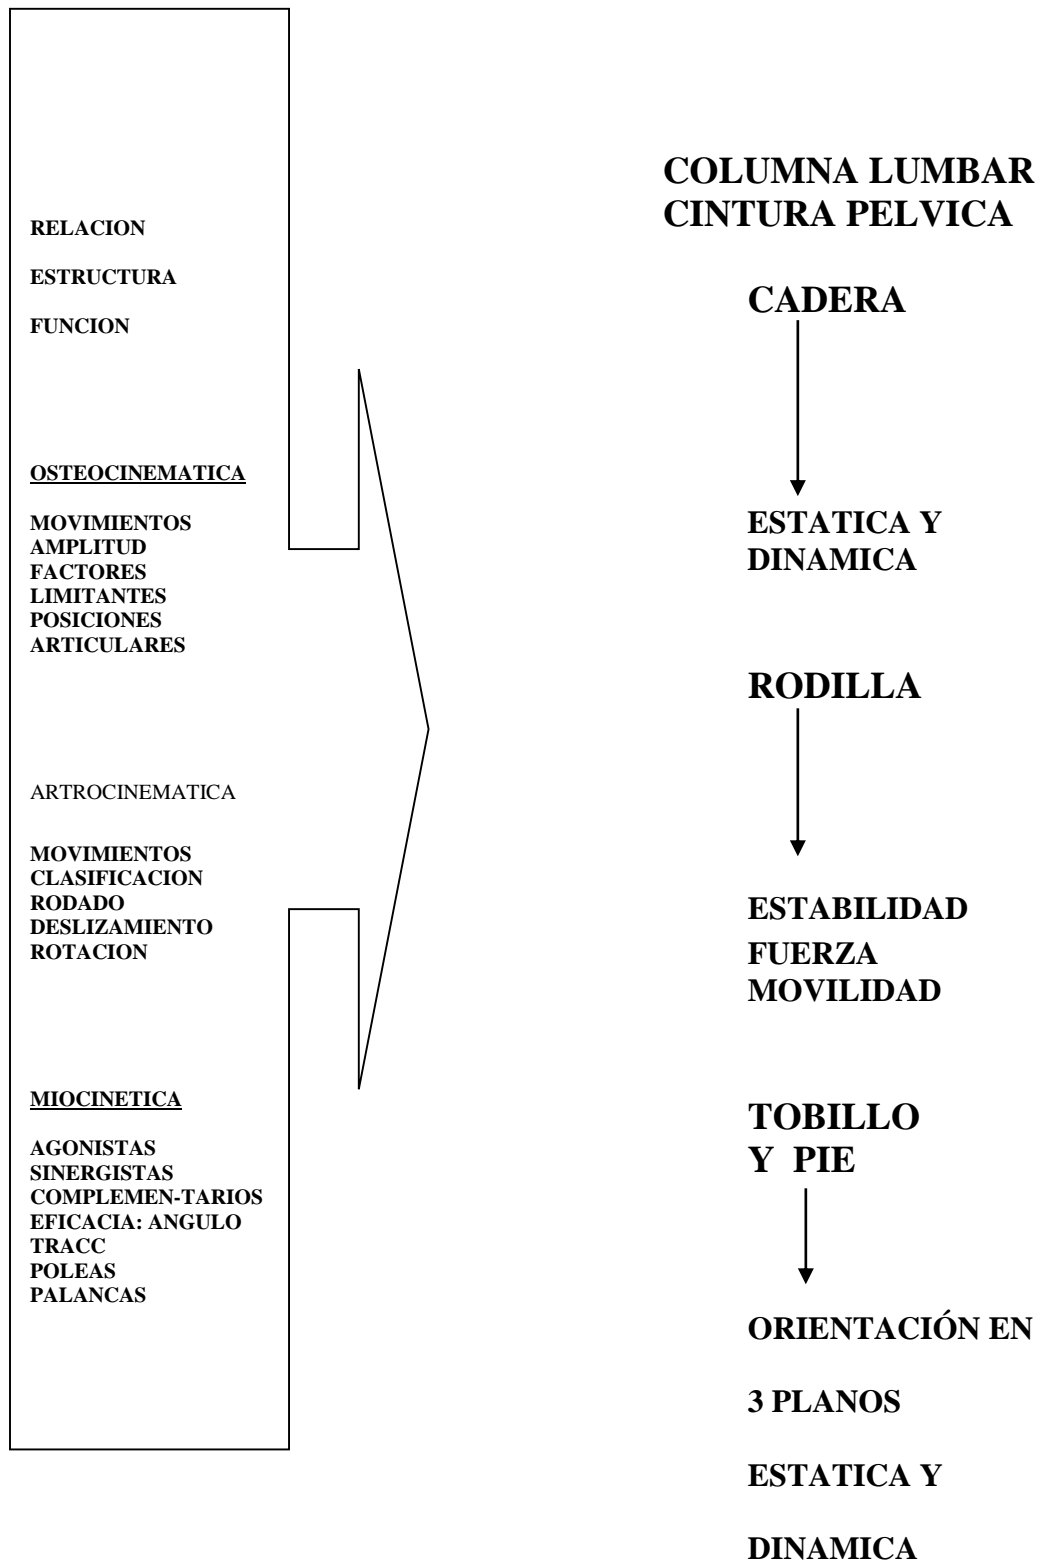 RELACION
ESTRUCTURA
FUNCION
OSTEOCINEMATICA
MOVIMIENTOS
AMPLITUD
FACTORES
LIMITANTES
POSICIONES
ARTICULARES
ARTROCINEMATICA
MOVIMIENTOS
CLASIFICACION
RODADO
DESLIZAMIENTO
ROTACION
MIOCINETICA
AGONISTAS
SINERGISTAS
COMPLEMEN-TARIOS
EFICACIA: ANGULO
TRACC
POLEAS
PALANCAS
COLUMNA LUMBAR
CINTURA PELVICA
CADERA
ESTATICA Y
DINAMICA
RODILLA
ESTABILIDAD
FUERZA
MOVILIDAD
TOBILLO
Y PIE
ORIENTACIÓN EN
3 PLANOS
ESTATICA Y
DINAMICA